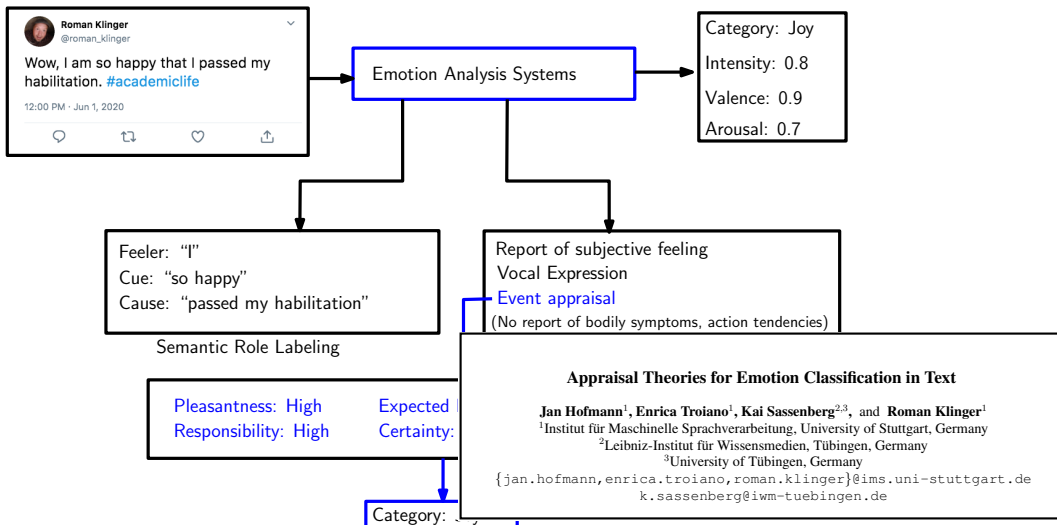 Roman Klinger
@roman_klinger
Wow, I am so happy that I passed my
habilitation. #academiclife
12:00 PM · Jun 1, 2020
Emotion Analysis Systems
Category: Joy
Intensity: 0.8
Valence: 0.9
Arousal: 0.7
Feeler: “I”
Cue: “so happy”
Cause: “passed my habilitation”
Semantic Role Labeling
Report of subjective feeling
Vocal Expression
Event appraisal
(No report of bodily symptoms, action tendencies)
Pleasantness: High Expected
Responsibility: High Certainty:
Category:
Appraisal Theories for Emotion Classification in Text
Jan Hofmann1, Enrica Troiano1, Kai Sassenberg2,3, and Roman Klinger1
1Institut für Maschinelle Sprachverarbeitung, University of Stuttgart, Germany
2Leibniz-Institut für Wissensmedien, Tübingen, Germany
3University of Tübingen, Germany
{jan.hofmann,enrica.troiano,roman.klinger}@ims.uni-stuttgart.de
k.sassenberg@iwm-tuebingen.de